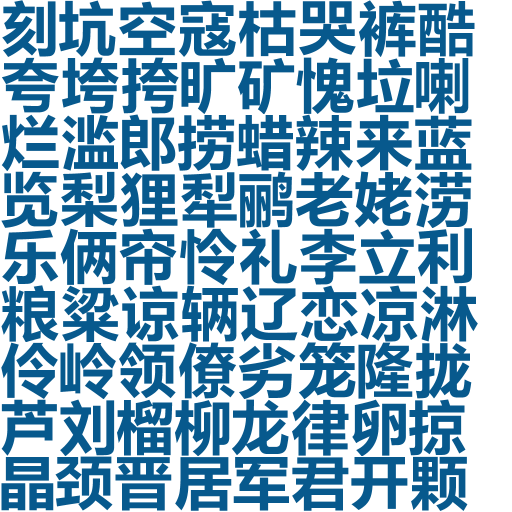 刻坑空寇枯哭裤酷
夸垮挎旷矿愧垃喇
烂滥郎捞蜡辣来蓝
览梨狸犁鹂老姥涝
乐俩帘怜礼李立利
粮粱谅辆辽恋凉淋
伶岭领僚劣笼隆拢
芦刘榴柳龙律卵掠
晶颈晋居军君开颗